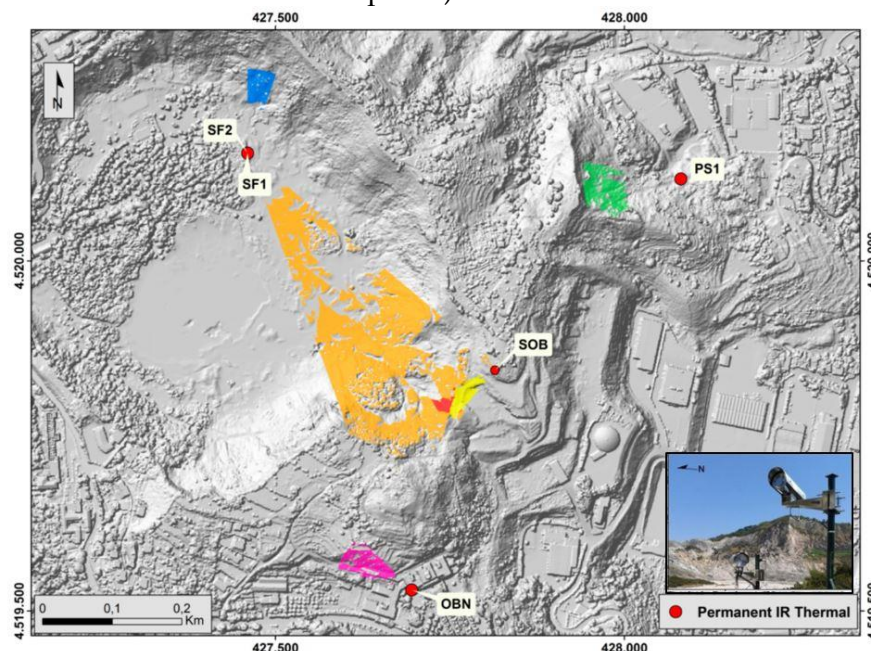 427.500 428.000
N
SF2
SF1
PS1
4.520.000 4.520.000
SOB
N
OBN
4.519.500
0 0,1 0,2
Km
Permanent IR Thermal
427.500 428.000